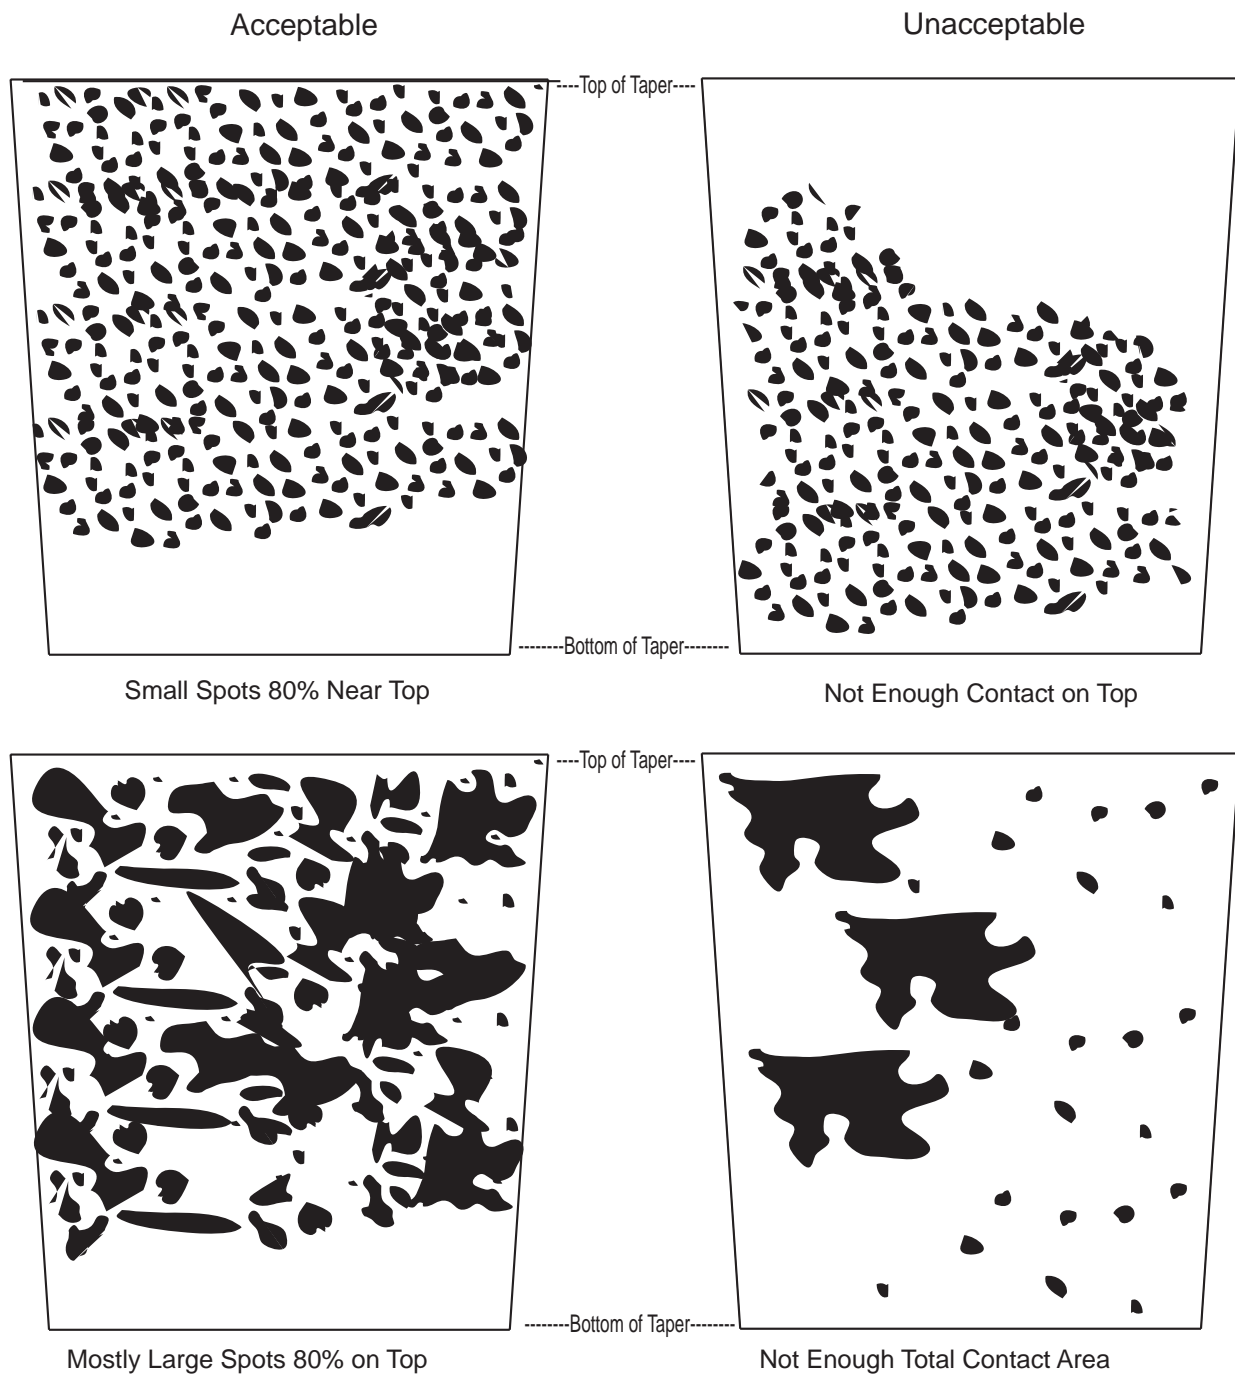 Acceptable
Unacceptable
----Top of Taper----
--------Bottom of Taper--------
Small Spots 80% Near Top
Not Enough Contact on Top
----Top of Taper----
--------Bottom of Taper--------
Mostly Large Spots 80% on Top
Not Enough Total Contact Area